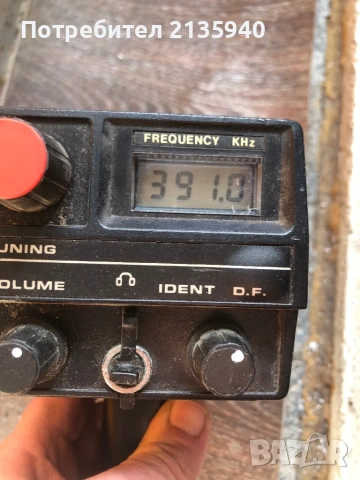 Потребител 2135940
FREQUENCY KHz
391.0
UNING
OLUME IDENT D.F.
BAZAR